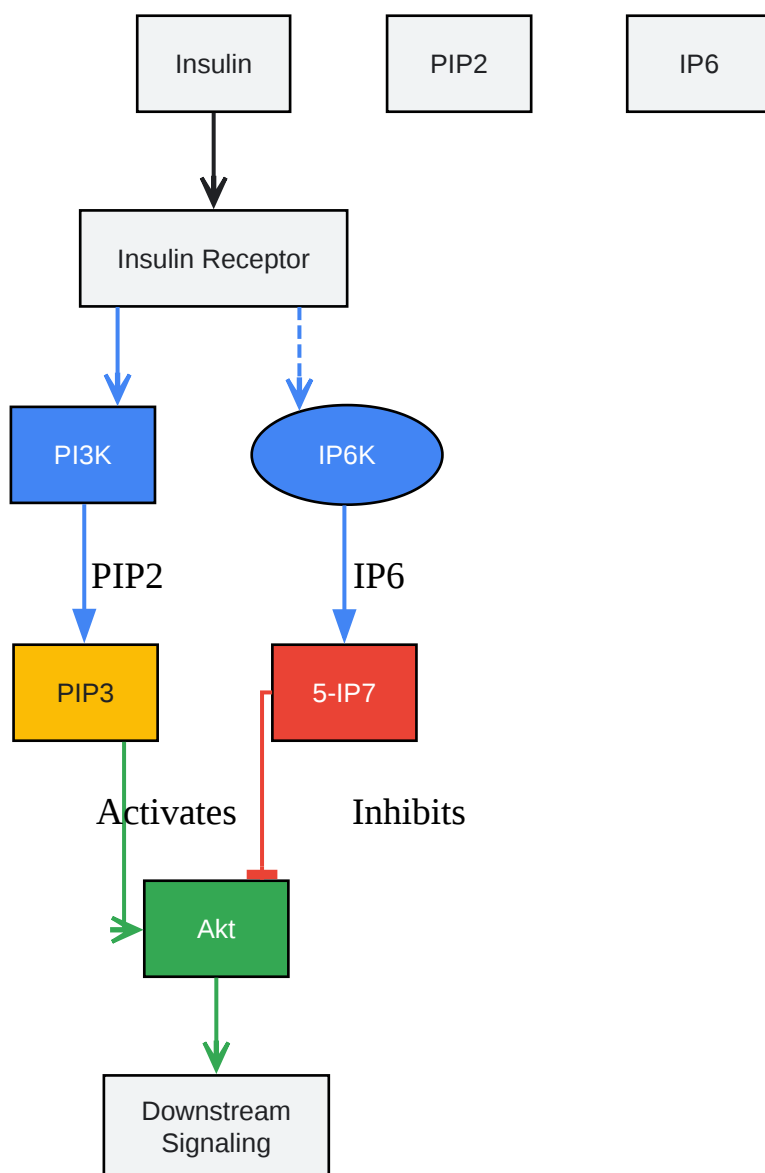 Insulin
PIP2
IP6
Insulin Receptor
PI3K
IP6K
PIP2
IP6
PIP3
5-IP7
Activates
Inhibits
Akt
Downstream
Signaling